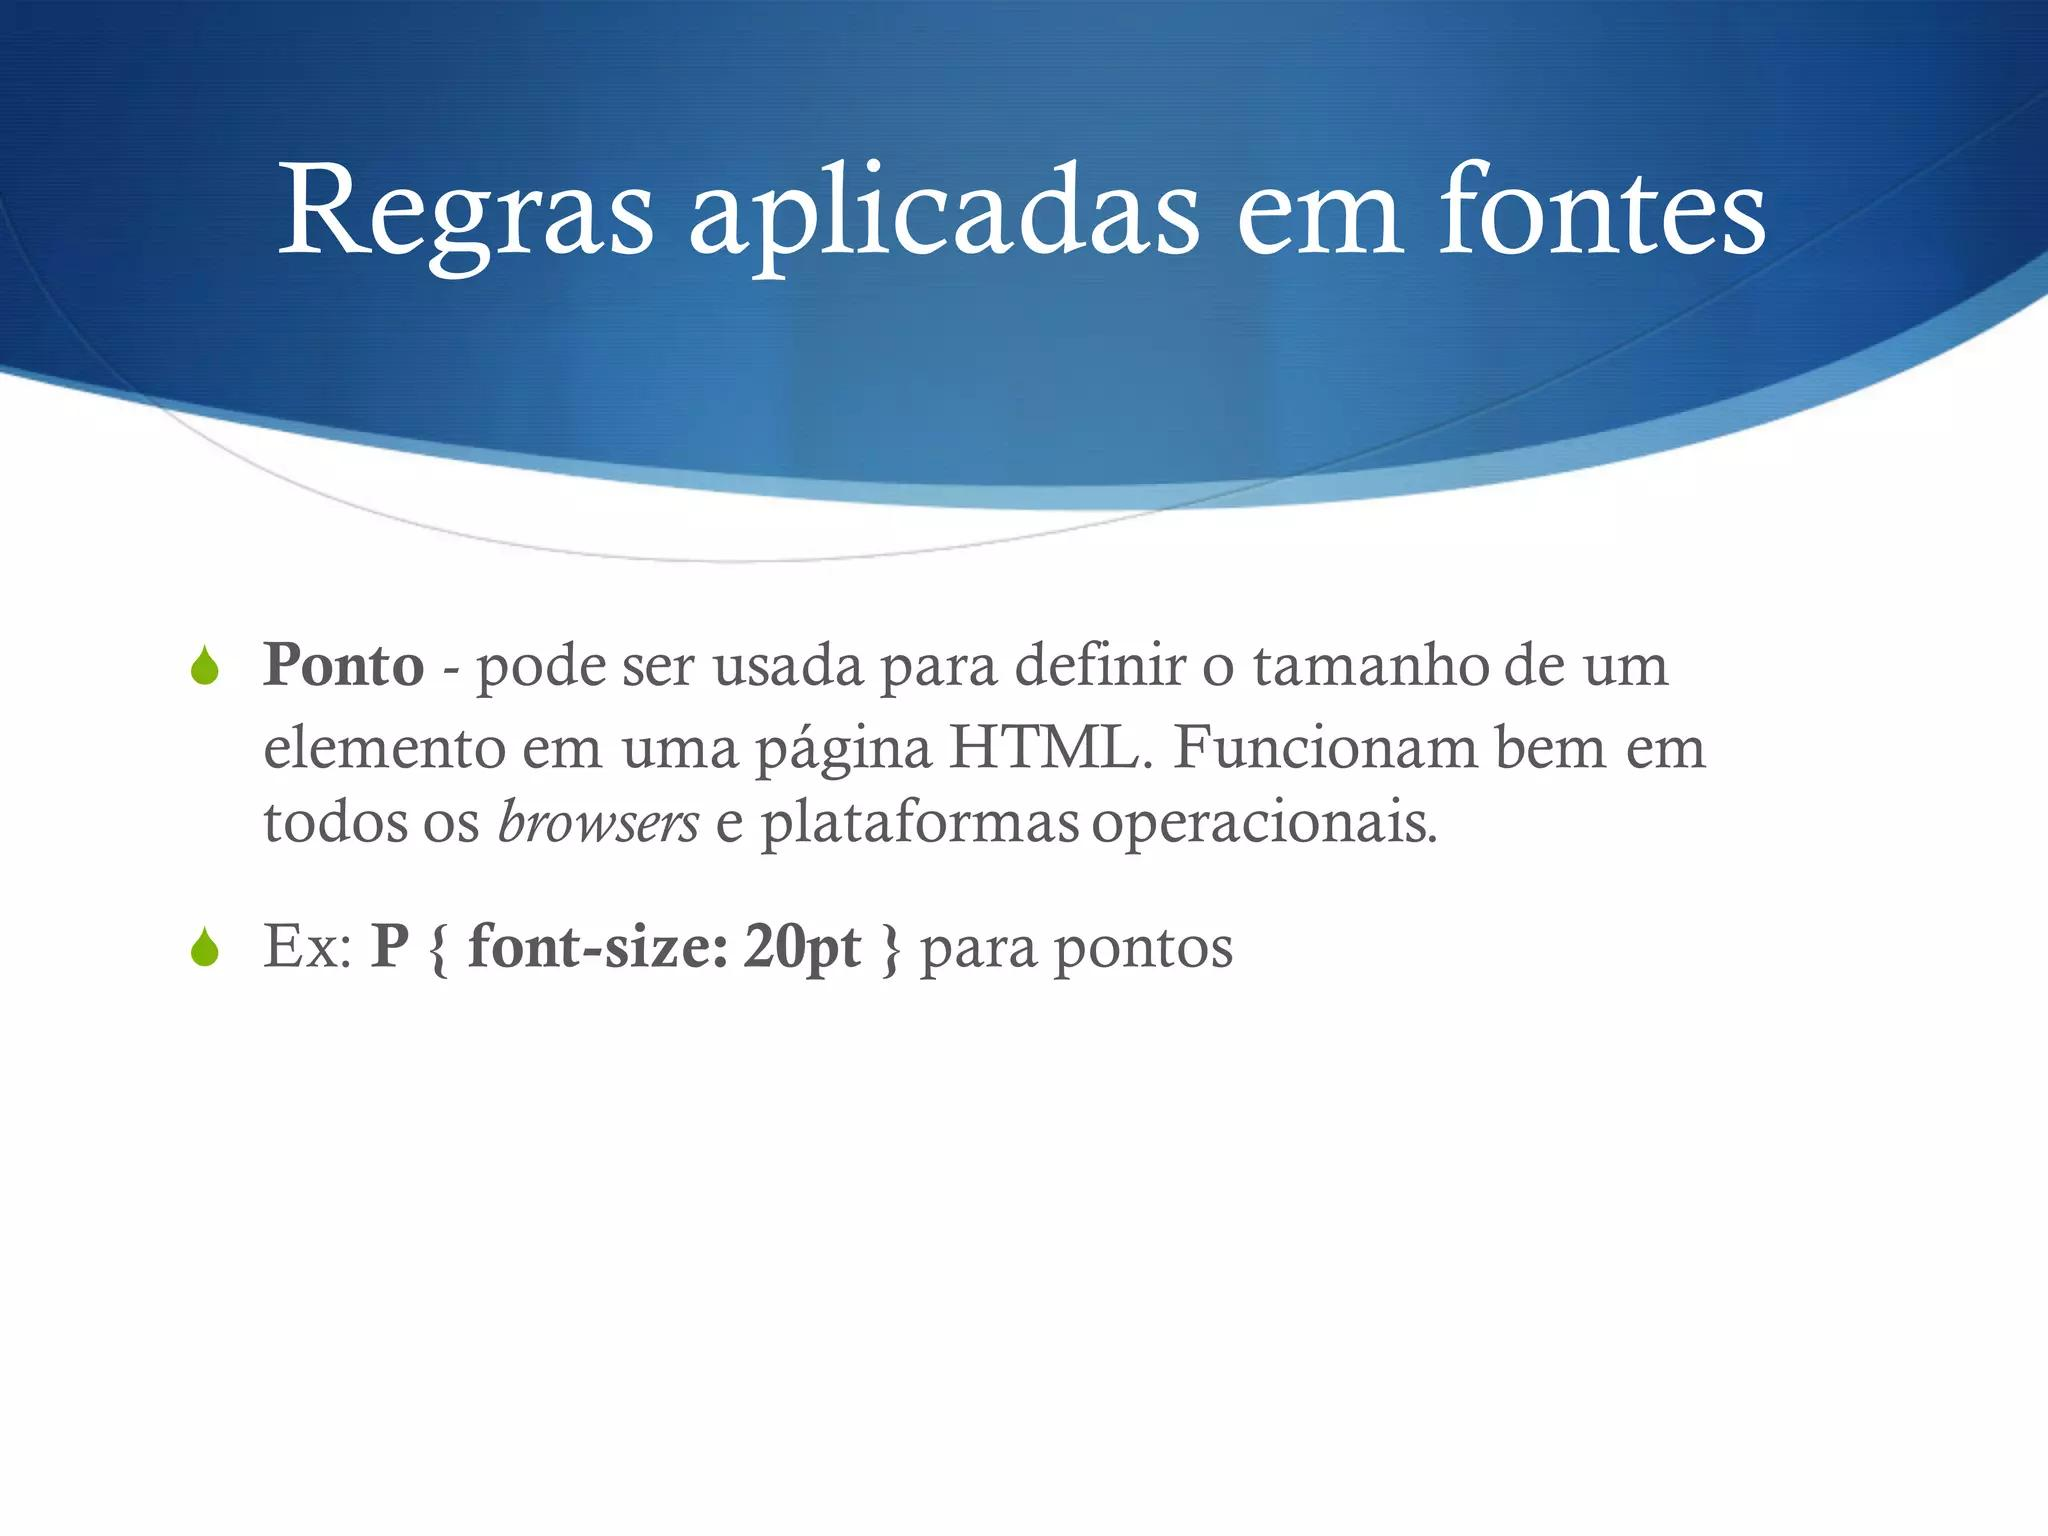 Regras aplicadas em fontes
Ponto - pode ser usada para definir o tamanho de um
elemento em uma página HTML. Funcionam bem em
todos os browsers e plataformas operacionais.
Ex: P { font-size: 20pt } para pontos